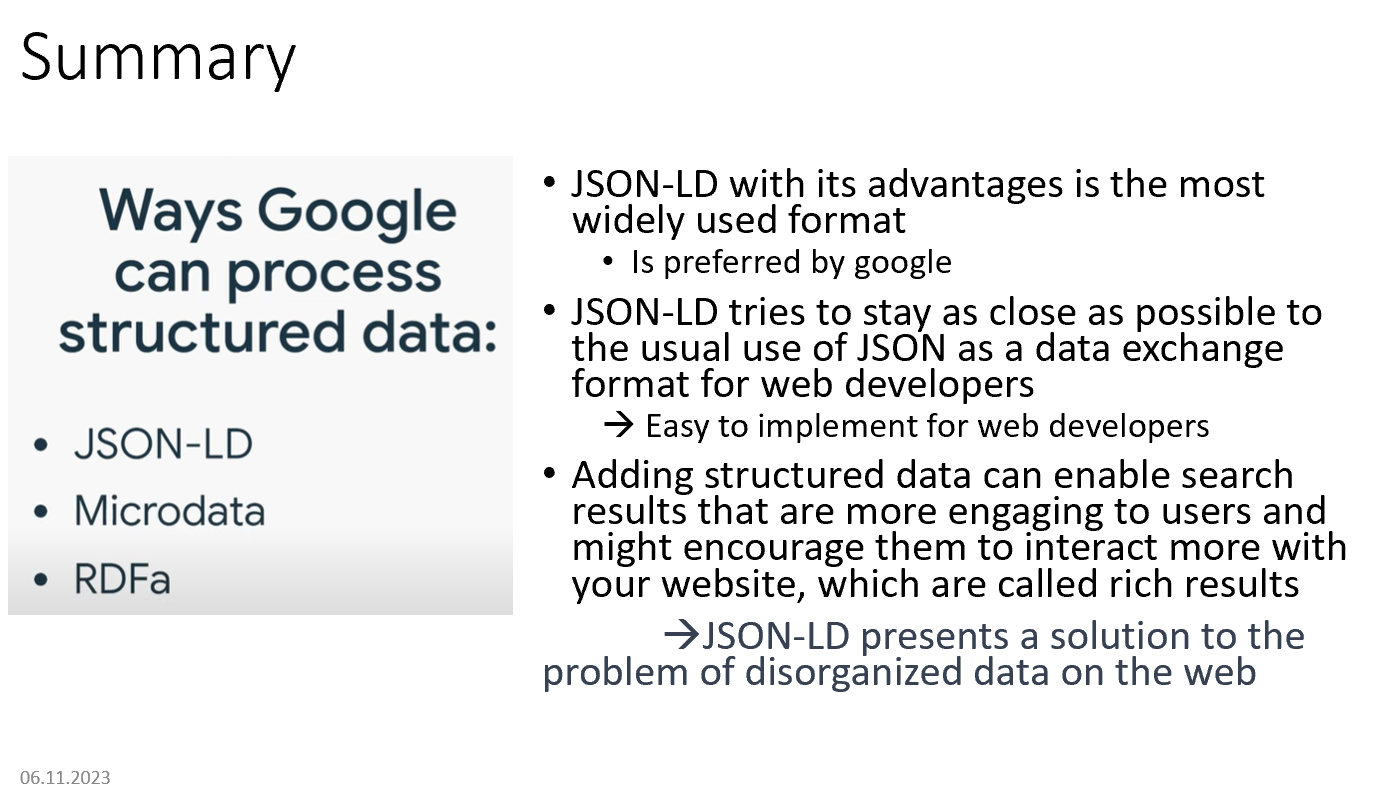 Summary
Ways Google
can process
structured data:
• JSON-LD
• Microdata
• RDFa
• JSON-LD with its advantages is the most
widely used format
• Is preferred by google
• JSON-LD tries to stay as close as possible to
the usual use of JSON as a data exchange
format for web developers
→ Easy to implement for web developers
• Adding structured data can enable search
results that are more engaging to users and
might encourage them to interact more with
your website, which are called rich results
→JSON-LD presents a solution to the
problem of disorganized data on the web
06.11.2023